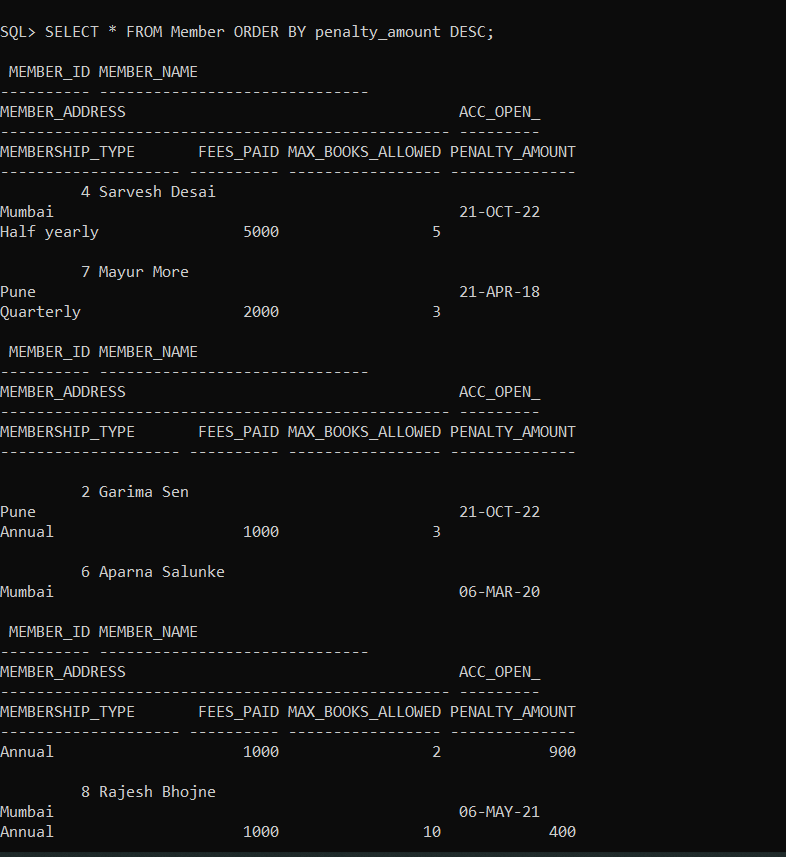 SQL> SELECT * FROM Member ORDER BY penalty_amount DESC;
 MEMBER_ID MEMBER_NAME
---------- ------------------------------
MEMBER_ADDRESS                                     ACC_OPEN_
-------------------------------------------------- ---------
MEMBERSHIP_TYPE       FEES_PAID MAX_BOOKS_ALLOWED PENALTY_AMOUNT
-------------------- ---------- ----------------- --------------
         4 Sarvesh Desai
Mumbai                                             21-OCT-22
Half yearly                5000                 5
         7 Mayur More
Pune                                               21-APR-18
Quarterly                  2000                 3
 MEMBER_ID MEMBER_NAME
---------- ------------------------------
MEMBER_ADDRESS                                     ACC_OPEN_
-------------------------------------------------- ---------
MEMBERSHIP_TYPE       FEES_PAID MAX_BOOKS_ALLOWED PENALTY_AMOUNT
-------------------- ---------- ----------------- --------------
         2 Garima Sen
Pune                                               21-OCT-22
Annual                     1000                 3
         6 Aparna Salunke
Mumbai                                             06-MAR-20
 MEMBER_ID MEMBER_NAME
---------- ------------------------------
MEMBER_ADDRESS                                     ACC_OPEN_
-------------------------------------------------- ---------
MEMBERSHIP_TYPE       FEES_PAID MAX_BOOKS_ALLOWED PENALTY_AMOUNT
-------------------- ---------- ----------------- --------------
Annual                     1000                 2            900
         8 Rajesh Bhojne
Mumbai                                             06-MAY-21
Annual                     1000                10            400